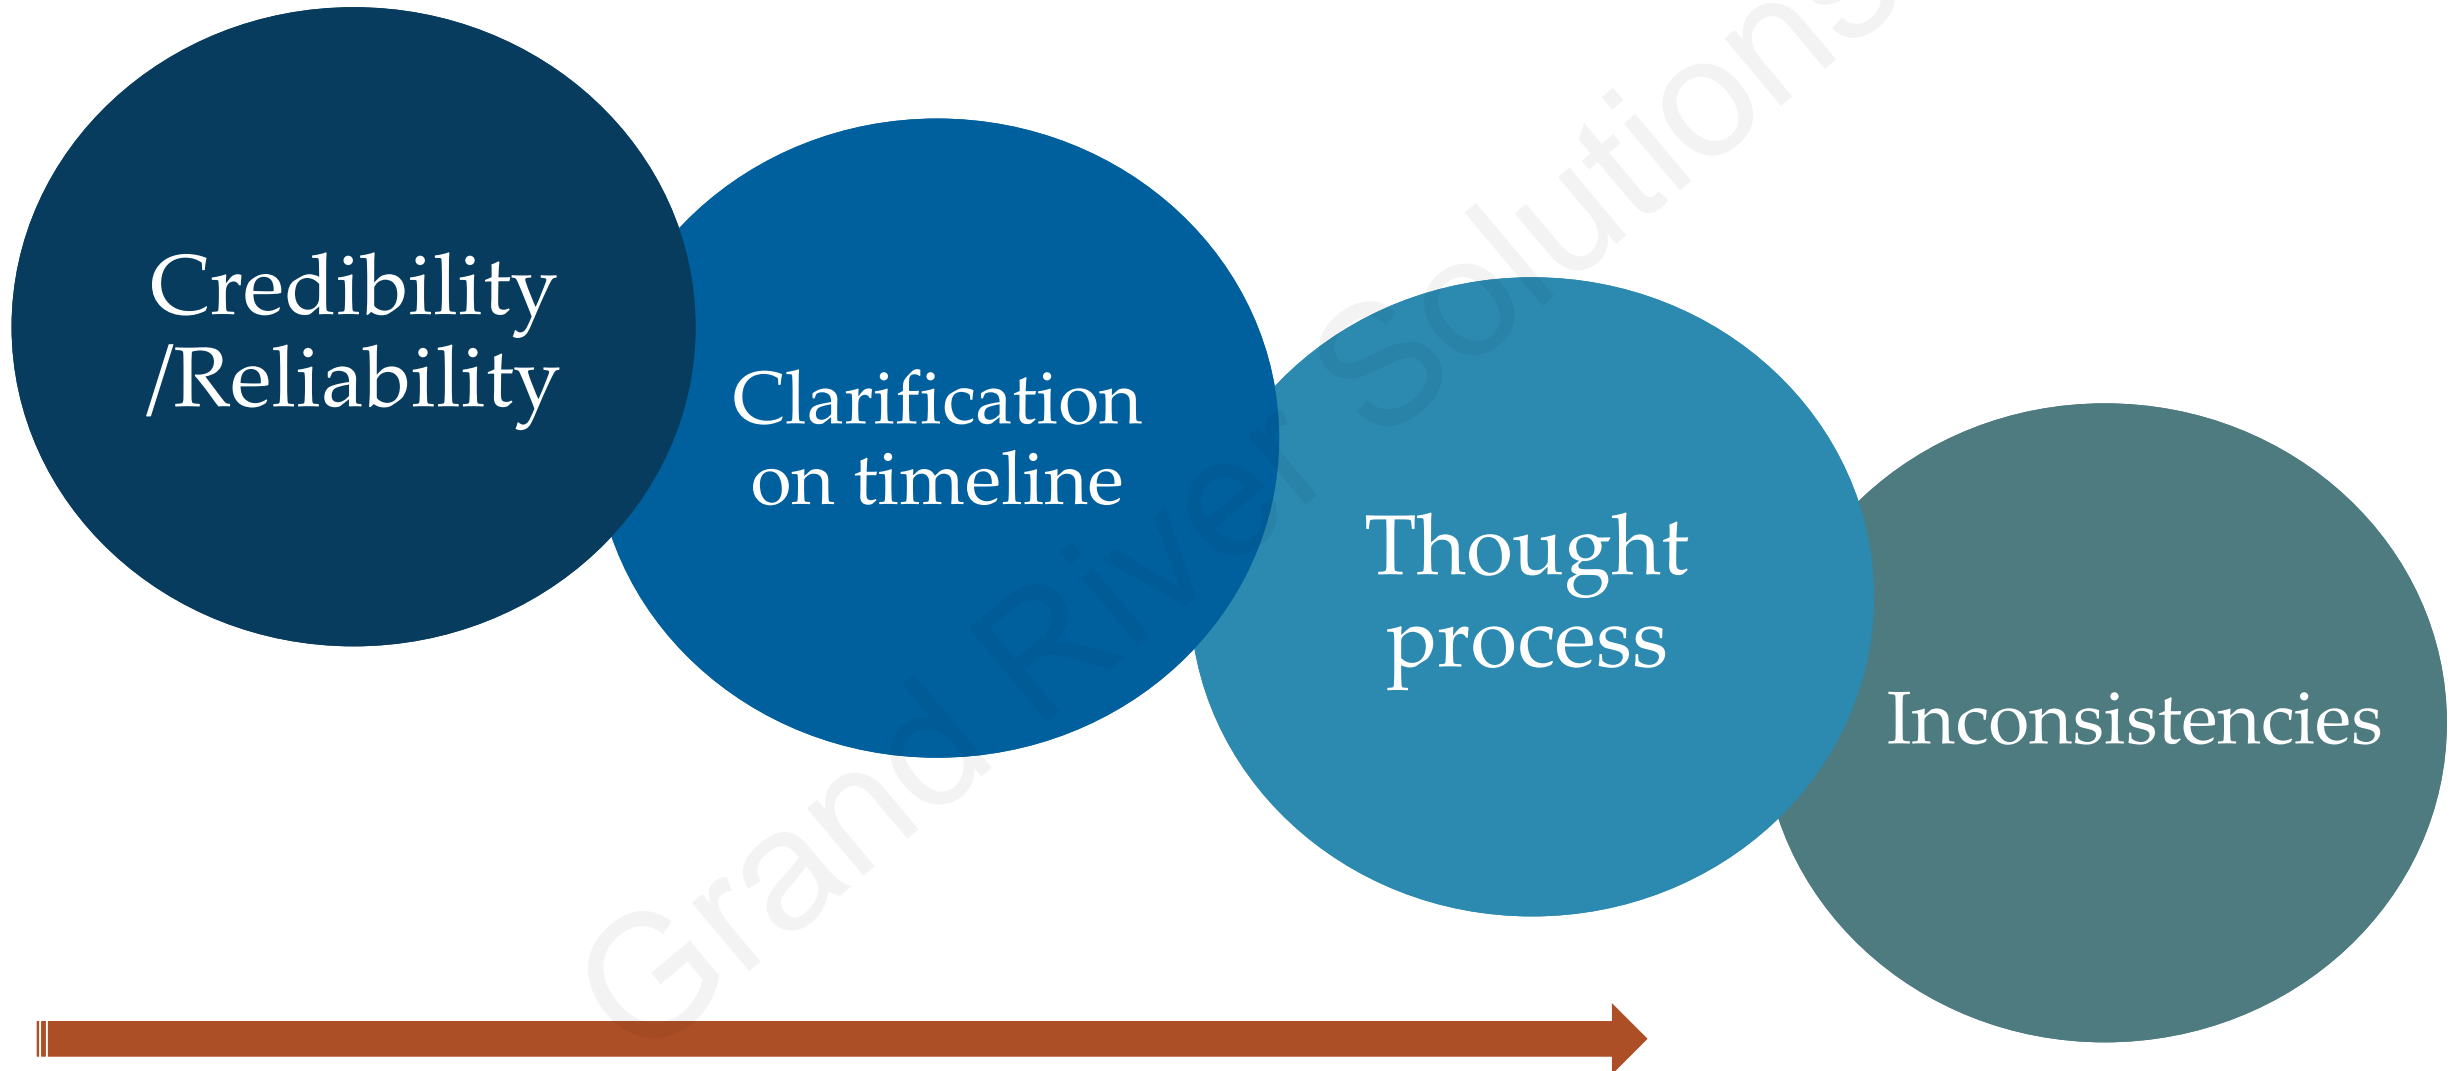 Credibility
/Reliability
Clarification
on timeline
Thought
process
Inconsistencies
Grand River Solutions